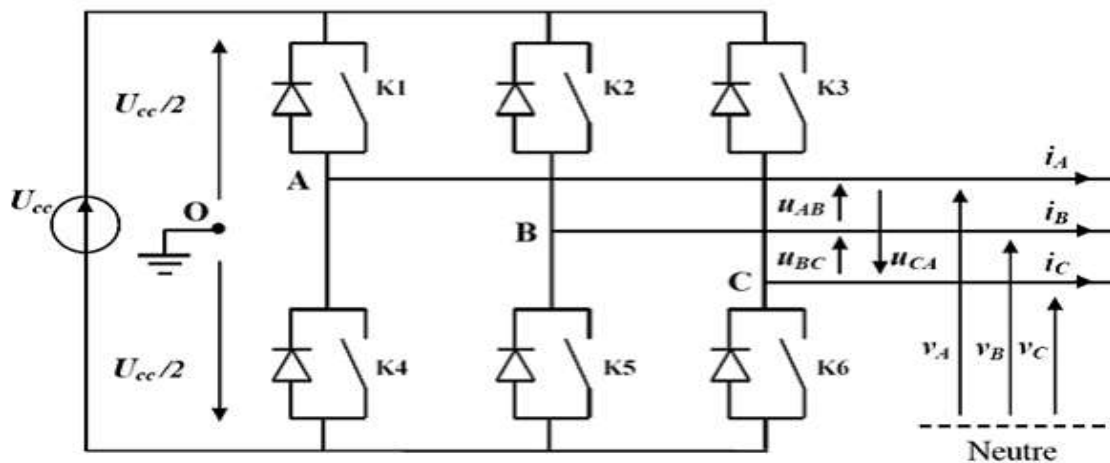 K1
K2
K3
Ucc/2
A
iA
Ucc
O
uAB
B
iB
uBC
uCA
C
iC
Ucc/2
K4
K5
K6
vA
vB
vC
Neutre